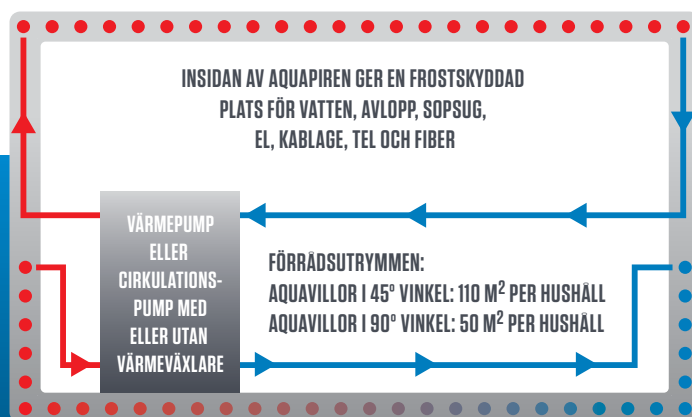 INSIDAN AV AQUAPIREN GER EN FROSTSKYDDAD
PLATS FÖR VATTEN, AVLOPP, SOPSUG,
EL, KABLAGE, TEL OCH FIBER
VÄRMEPUMP
ELLER
CIRKULATIONS-
PUMP MED
ELLER UTAN
VÄRMEVÄXLARE
FÖRRÅDSUTRYMMEN:
AQUAVILLOR I 45° VINKEL: 110 M² PER HUSHÅLL
AQUAVILLOR I 90° VINKEL: 50 M² PER HUSHÅLL